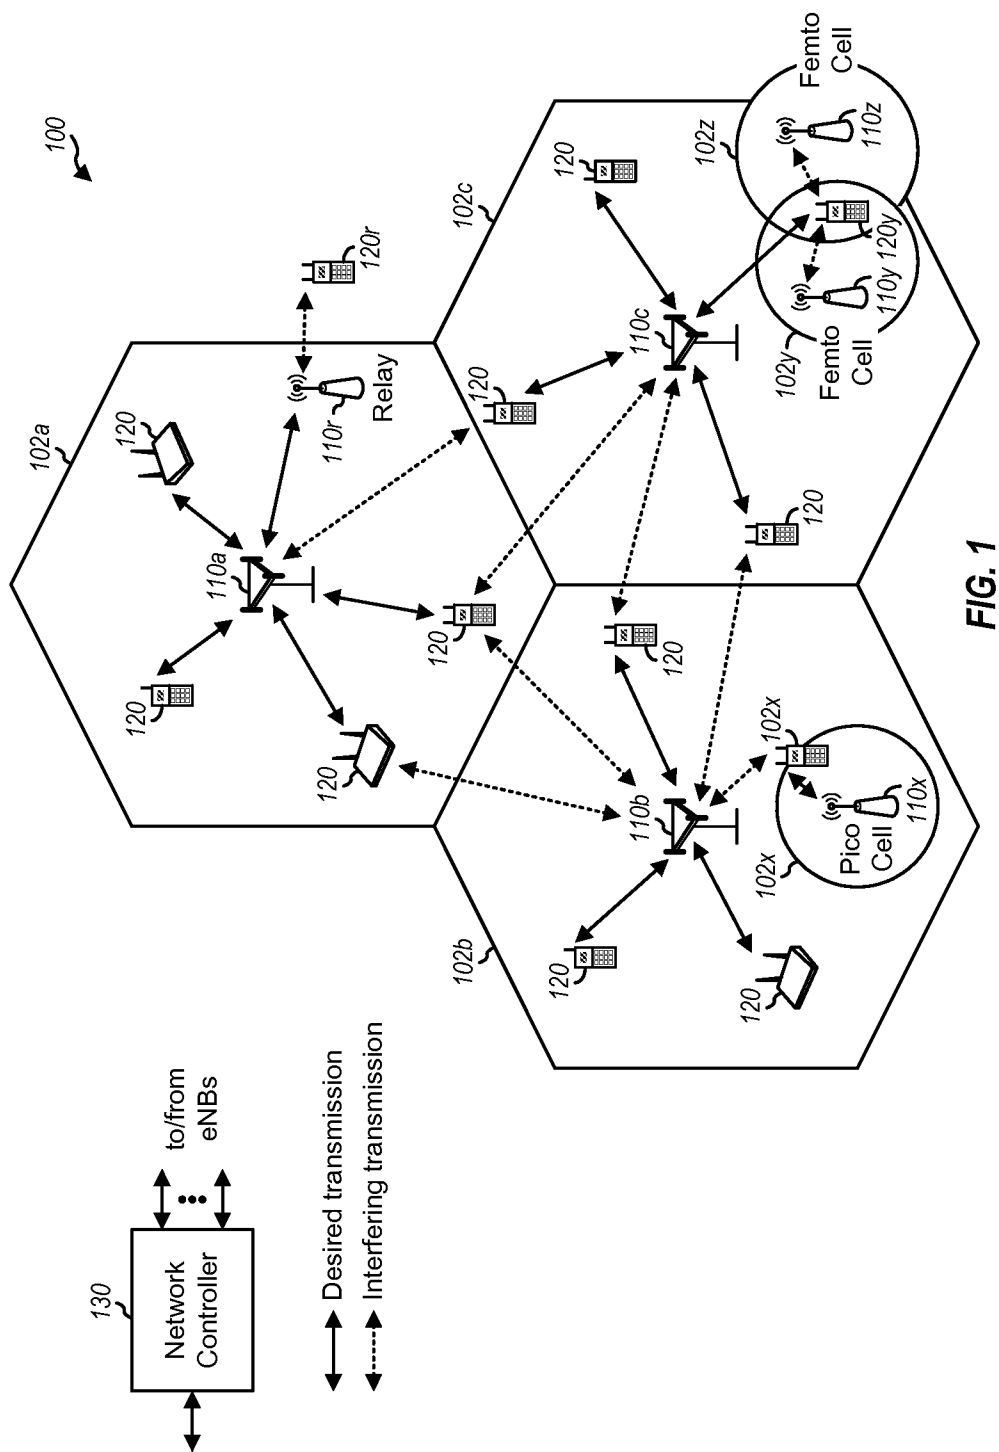 100
130
Network
Controller
to/from
eNBs
Desired transmission
Interfering transmission
102a
120
110a
120
120
120
110r
Relay
120r
120
102b
120
110b
120
120
102x
102x
Pico
Cell
110x
102c
120
120
110c
120
102z
Femto
Cell
110z
102y
Femto
Cell
110y
120y
FIG. 1